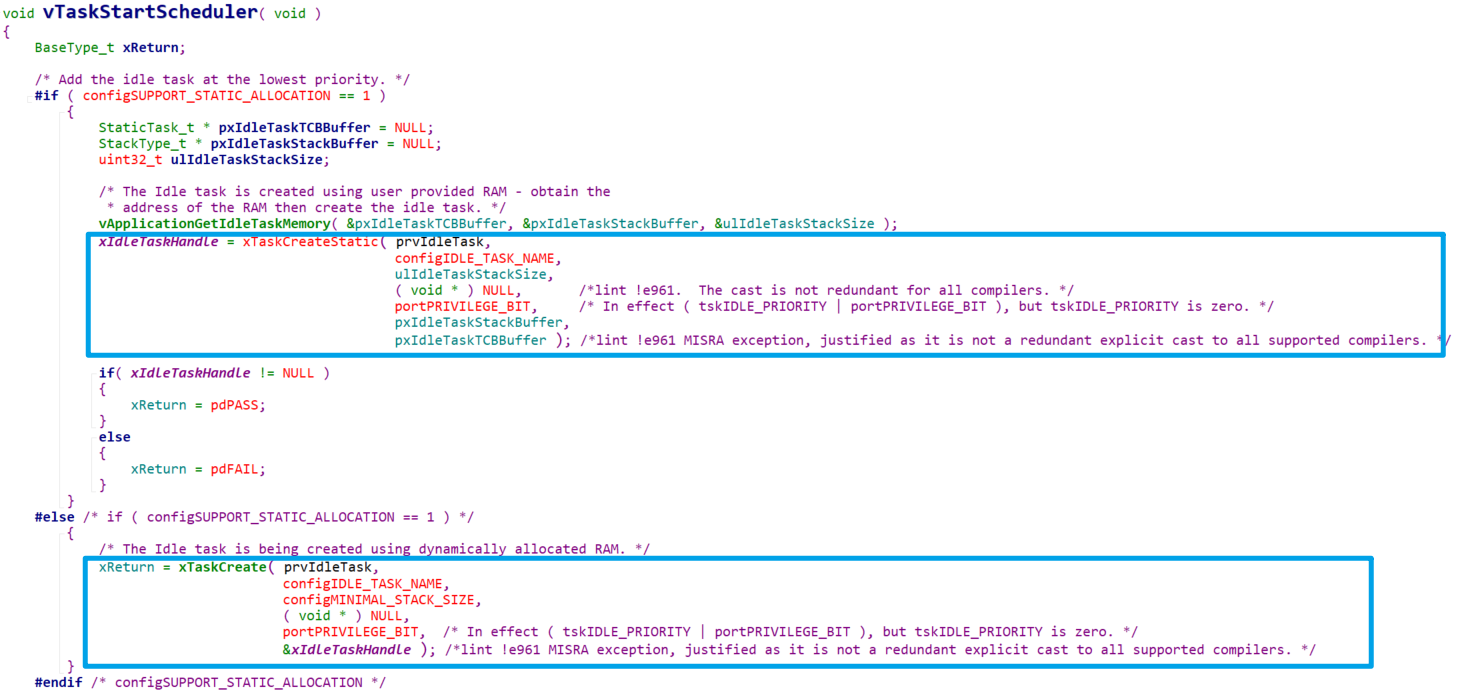 void vTaskStartScheduler( void )
{
    BaseType_t xReturn;

    /* Add the idle task at the lowest priority. */
    #if ( configSUPPORT_STATIC_ALLOCATION == 1 )
        {
            StaticTask_t * pxIdleTaskTCBBuffer = NULL;
            StackType_t * pxIdleTaskStackBuffer = NULL;
            uint32_t ulIdleTaskStackSize;

            /* The Idle task is created using user provided RAM - obtain the
             * address of the RAM then create the idle task. */
            vApplicationGetIdleTaskMemory( &pxIdleTaskTCBBuffer, &pxIdleTaskStackBuffer, &ulIdleTaskStackSize );
            xIdleTaskHandle = xTaskCreateStatic( prvIdleTask,
                                                 configIDLE_TASK_NAME,
                                                 ulIdleTaskStackSize,
                                                 ( void * ) NULL,       /*lint !e961.  The cast is not redundant for all compilers. */
                                                 portPRIVILEGE_BIT,     /* In effect ( tskIDLE_PRIORITY | portPRIVILEGE_BIT ), but tskIDLE_PRIORITY is zero. */
                                                 pxIdleTaskStackBuffer,
                                                 pxIdleTaskTCBBuffer ); /*lint !e961 MISRA exception, justified as it is not a redundant explicit cast to all supported compilers. */

            if( xIdleTaskHandle != NULL )
            {
                xReturn = pdPASS;
            }
            else
            {
                xReturn = pdFAIL;
            }
        }
    #else /* if ( configSUPPORT_STATIC_ALLOCATION == 1 ) */
        {
            /* The Idle task is being created using dynamically allocated RAM. */
            xReturn = xTaskCreate( prvIdleTask,
                                   configIDLE_TASK_NAME,
                                   configMINIMAL_STACK_SIZE,
                                   ( void * ) NULL,
                                   portPRIVILEGE_BIT,  /* In effect ( tskIDLE_PRIORITY | portPRIVILEGE_BIT ), but tskIDLE_PRIORITY is zero. */
                                   &xIdleTaskHandle ); /*lint !e961 MISRA exception, justified as it is not a redundant explicit cast to all supported compilers. */
        }
    #endif /* configSUPPORT_STATIC_ALLOCATION */